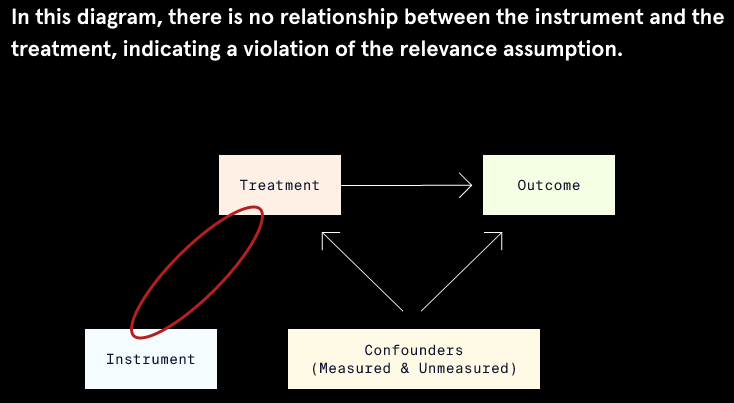 In this diagram, there is no relationship between the instrument and the
treatment, indicating a violation of the relevance assumption.
Treatment
Outcome
Instrument
Confounders
(Measured & Unmeasured)